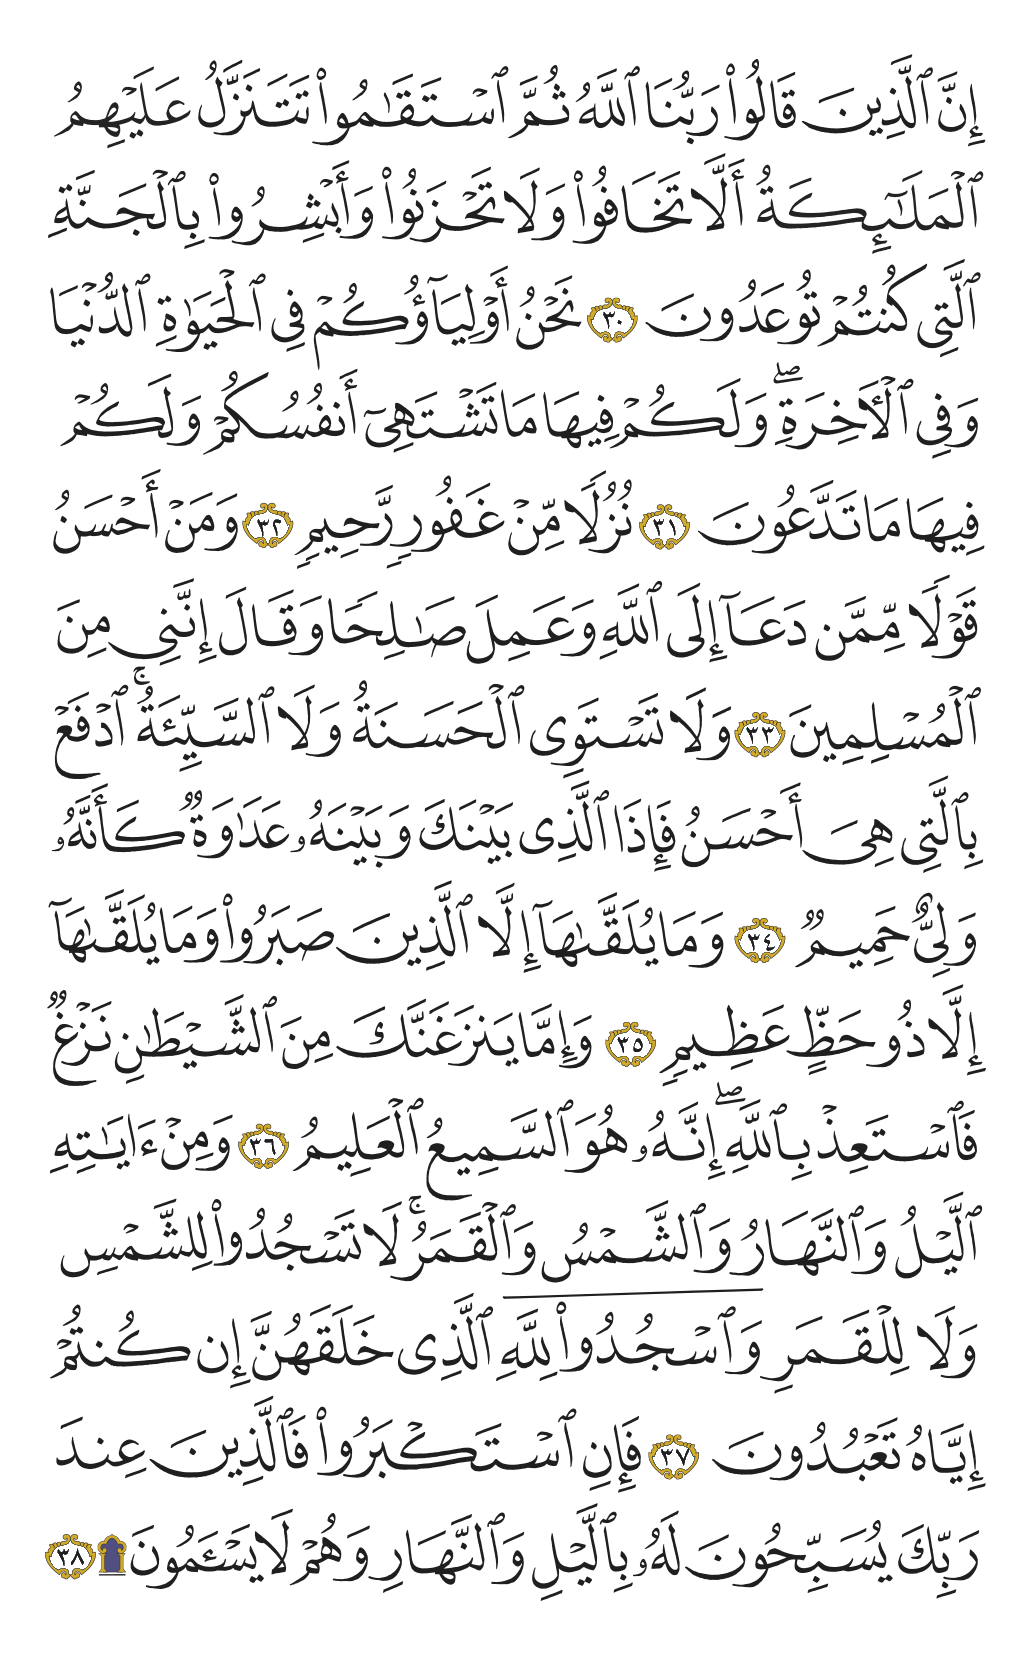 إِنَّ ٱلَّذِينَ قَالُوا۟ رَبُّنَا ٱللَّهُ ثُمَّ ٱسْتَقَـٰمُوا۟ تَتَنَزَّلُ عَلَيْهِمُ
ٱلْمَلَـٰٓئِكَةُ أَلَّا تَخَافُوا۟ وَلَا تَحْزَنُوا۟ وَأَبْشِرُوا۟ بِٱلْجَنَّةِ
ٱلَّتِى كُنتُمْ تُوعَدُونَ ٣٠ نَحْنُ أَوْلِيَآؤُكُمْ فِى ٱلْحَيَوٰةِ ٱلدُّنْيَا
وَفِى ٱلْـَٔاخِرَةِ ۖ وَلَكُمْ فِيهَا مَا تَشْتَهِىٓ أَنفُسُكُمْ وَلَكُمْ
فِيهَا مَا تَدَّعُونَ ٣١ نُزُلًا مِّنْ غَفُورٍ رَّحِيمٍ ٣٢ وَمَنْ أَحْسَنُ
قَوْلًا مِّمَّن دَعَآ إِلَى ٱللَّهِ وَعَمِلَ صَـٰلِحًا وَقَالَ إِنَّنِى مِنَ
ٱلْمُسْلِمِينَ ٣٣ وَلَا تَسْتَوِى ٱلْحَسَنَةُ وَلَا ٱلسَّيِّئَةُ ۚ ٱدْفَعْ
بِٱلَّتِى هِىَ أَحْسَنُ فَإِذَا ٱلَّذِى بَيْنَكَ وَبَيْنَهُۥ عَدَٰوَةٌ كَأَنَّهُۥ
وَلِىٌّ حَمِيمٌ ٣٤ وَمَا يُلَقَّىٰهَآ إِلَّا ٱلَّذِينَ صَبَرُوا۟ وَمَا يُلَقَّىٰهَآ
إِلَّا ذُو حَظٍّ عَظِيمٍ ٣٥ وَإِمَّا يَنزَغَنَّكَ مِنَ ٱلشَّيْطَـٰنِ نَزْغٌ
فَٱسْتَعِذْ بِٱللَّهِ ۖ إِنَّهُۥ هُوَ ٱلسَّمِيعُ ٱلْعَلِيمُ ٣٦ وَمِنْ ءَايَـٰتِهِ
ٱلَّيْلُ وَٱلنَّهَارُ وَٱلشَّمْسُ وَٱلْقَمَرُ ۚ لَا تَسْجُدُوا۟ لِلشَّمْسِ
وَلَا لِلْقَمَرِ وَٱسْجُدُوا۟ لِلَّهِ ٱلَّذِى خَلَقَهُنَّ إِن كُنتُمْ
إِيَّاهُ تَعْبُدُونَ ٣٧ فَإِنِ ٱسْتَكْبَرُوا۟ فَٱلَّذِينَ عِندَ
رَبِّكَ يُسَبِّحُونَ لَهُۥ بِٱلَّيْلِ وَٱلنَّهَارِ وَهُمْ لَا يَسْـَٔمُونَ ۩ ٣٨